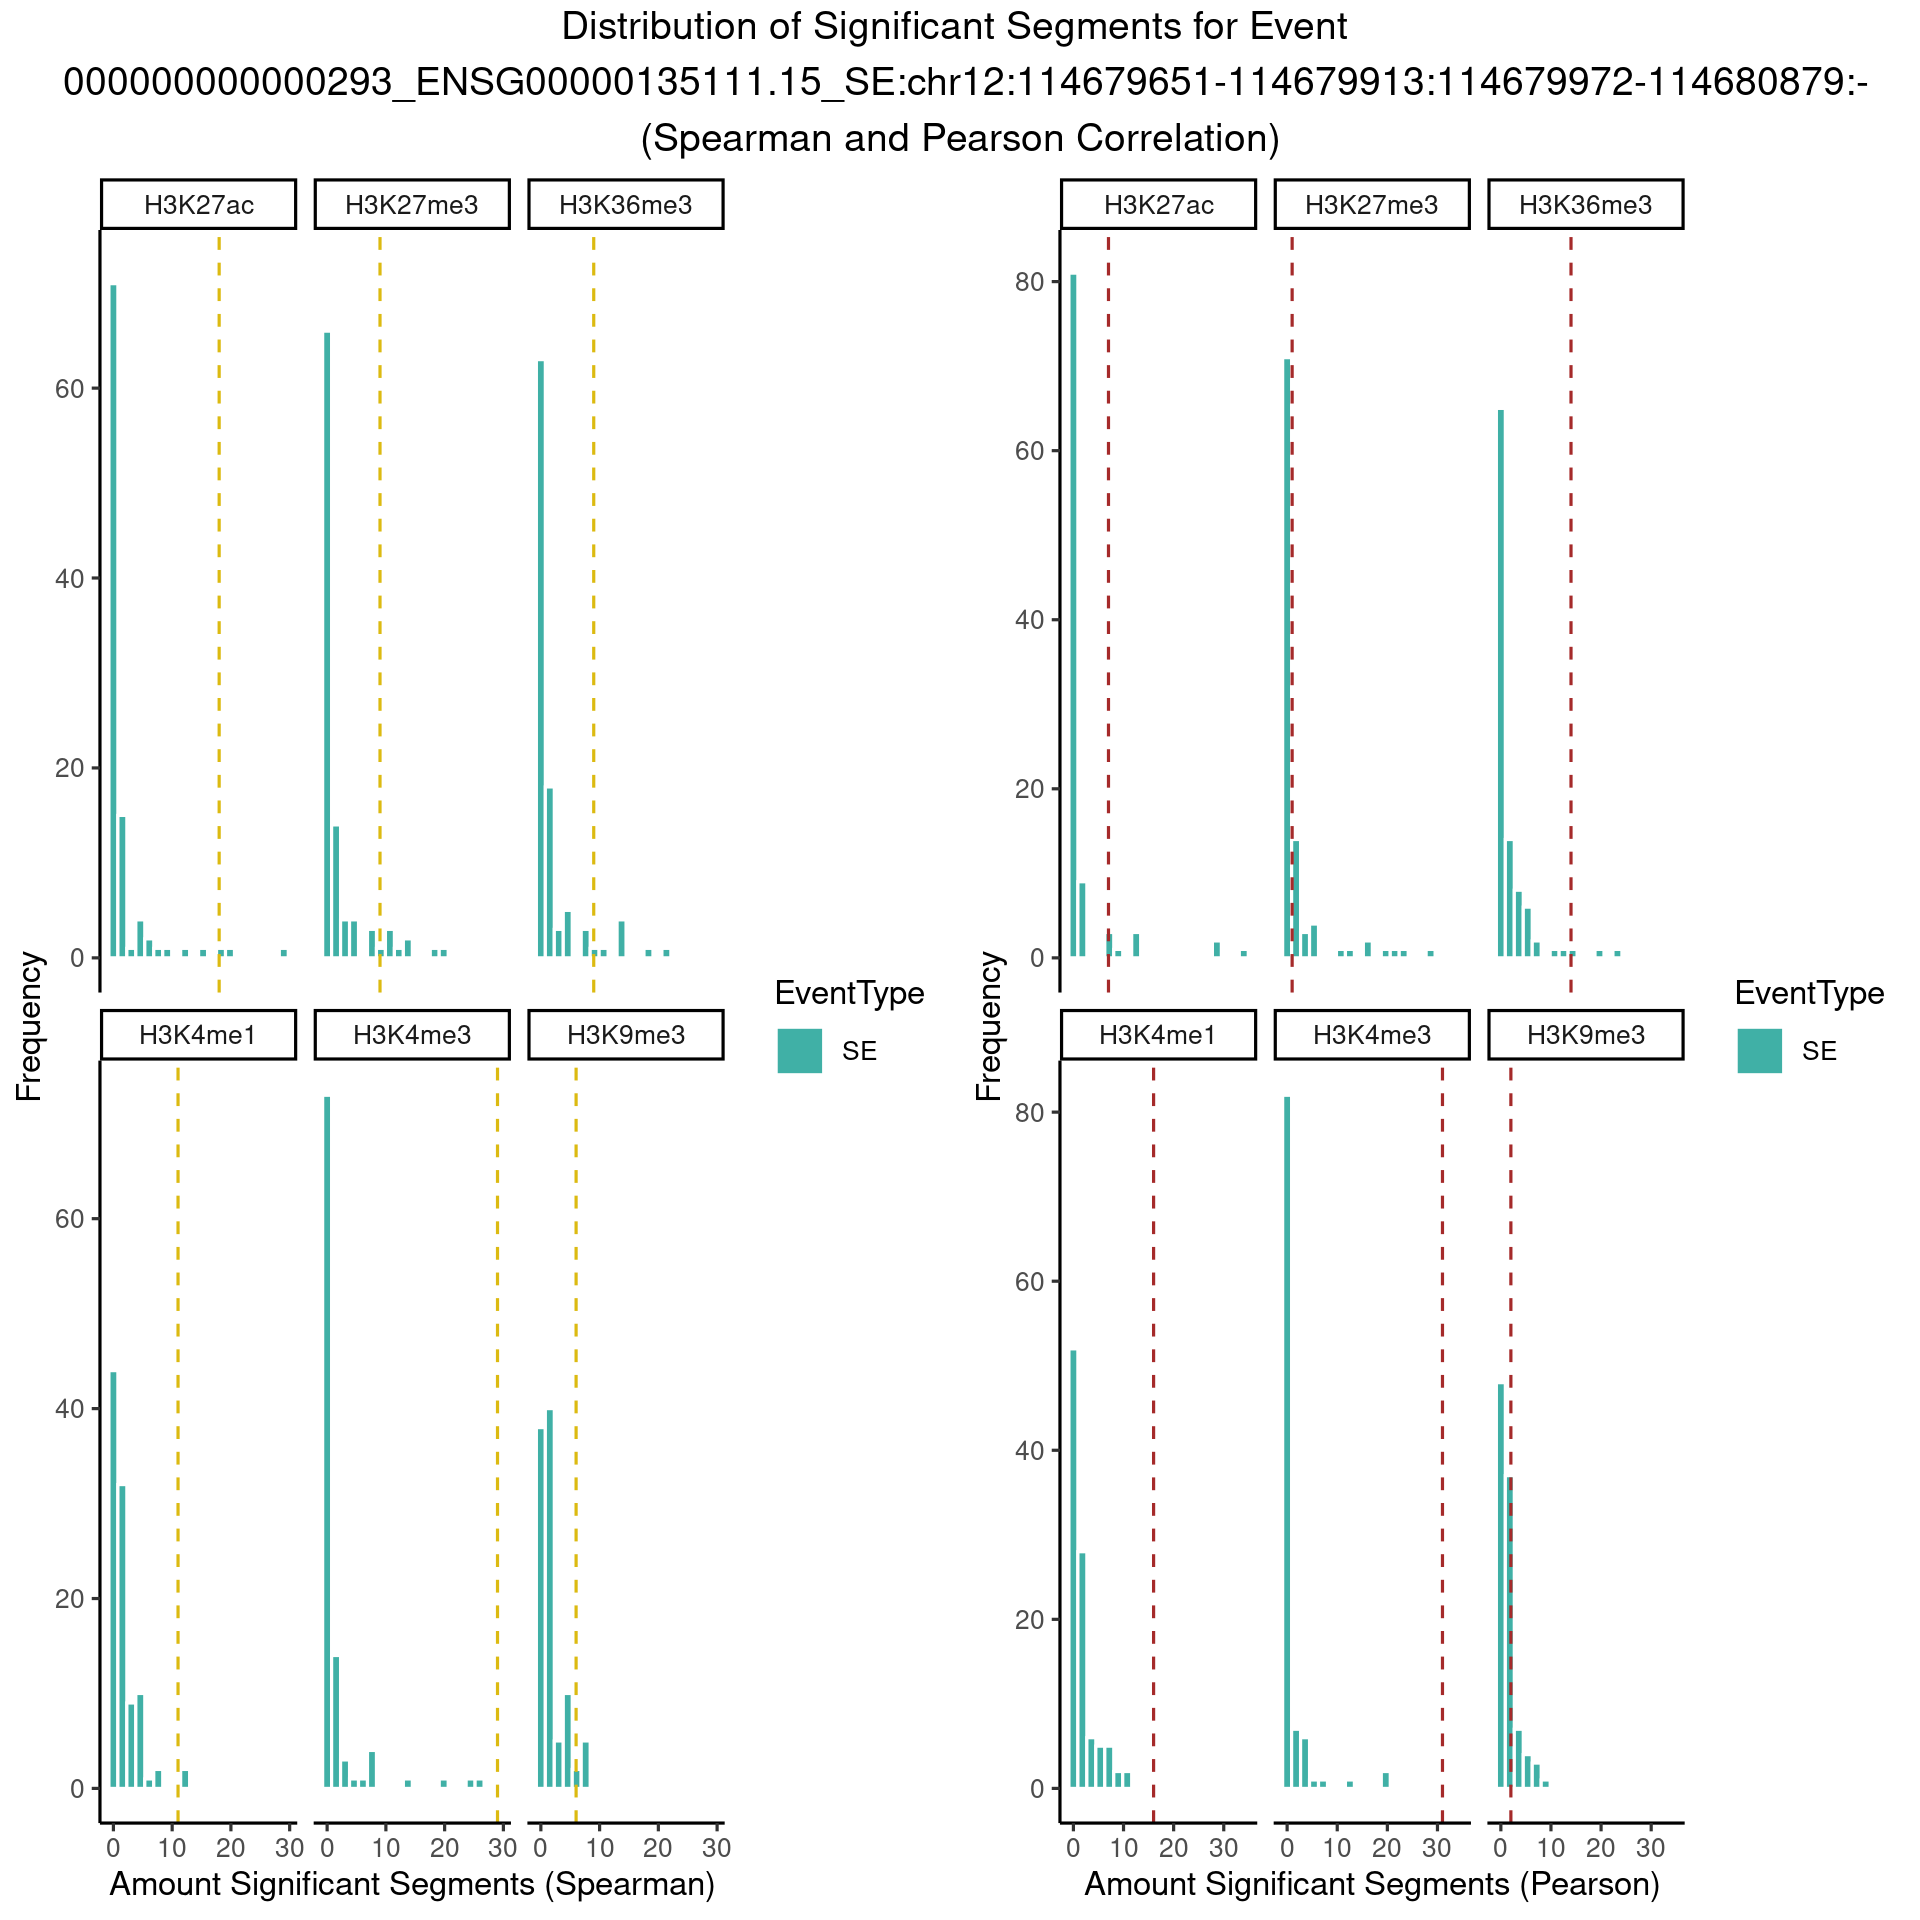 Distribution of Significant Segments for Event
000000000000293_ENSG00000135111.15_SE:chr12:114679651-114679913:114679972-114680879:-
(Spearman and Pearson Correlation)
H3K27ac H3K27me3 H3K36me3
60
40
20
0
H3K4me1 H3K4me3 H3K9me3
60
40
20
0
0 10 20 30 0 10 20 30 0 10 20 30
Amount Significant Segments (Spearman)
Frequency
EventType
SE
H3K27ac H3K27me3 H3K36me3
80
60
40
20
0
H3K4me1 H3K4me3 H3K9me3
80
60
40
20
0
0 10 20 30 0 10 20 30 0 10 20 30
Amount Significant Segments (Pearson)
Frequency
EventType
SE